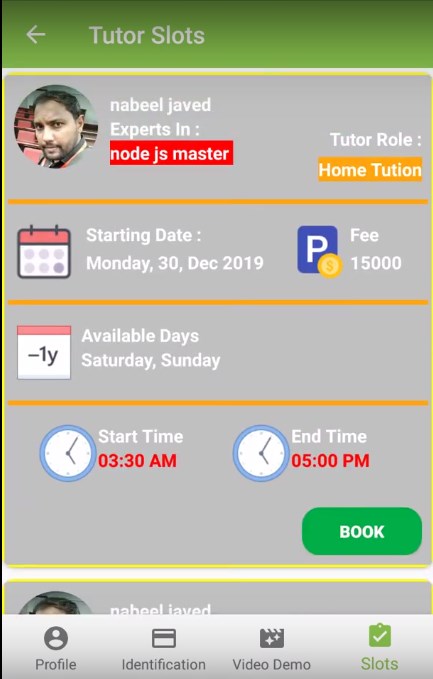 Tutor Slots
nabeel javed
Experts In :
node js master
Tutor Role :
Home Tution
Starting Date :
Monday, 30, Dec 2019
P
Fee
15000
–1y
Available Days
Saturday, Sunday
Start Time
03:30 AM
End Time
05:00 PM
BOOK
nabeel javed
Profile
Identification
Video Demo
Slots